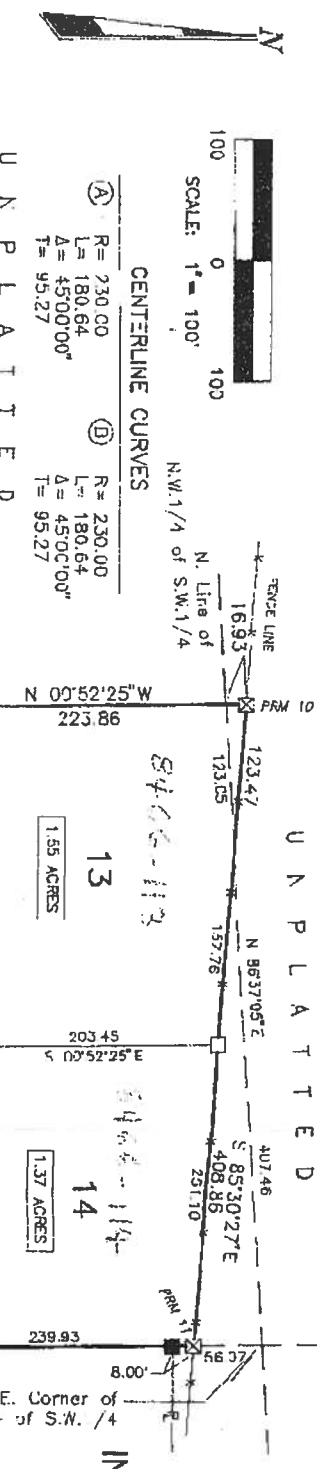 N
100 0 100
SCALE: 1" = 100'
CENTERLINE CURVES
A
R= 230.00
L= 180.64
Δ= 45°00'00"
T= 95.27
B
R= 230.00
L= 180.64
Δ= 45°00'00"
T= 95.27
U N P L A T T E D
N. Line of
N.W.1/4 of S.W.1/4
FENCE LINE
16.93
PRM 10
N 00°52'25"W
223.86
123.47
123.05
U N P L A T T E D
N 86°37'05"E
407.46
157.76
S 85°30'27"E
408.86
251.10
13
1.55 ACRES
203.45
S 00°52'25"E
14
1.37 ACRES
PRM 11
239.93
8.00'
56.07
E. Corner of
of S.W. /4
IN